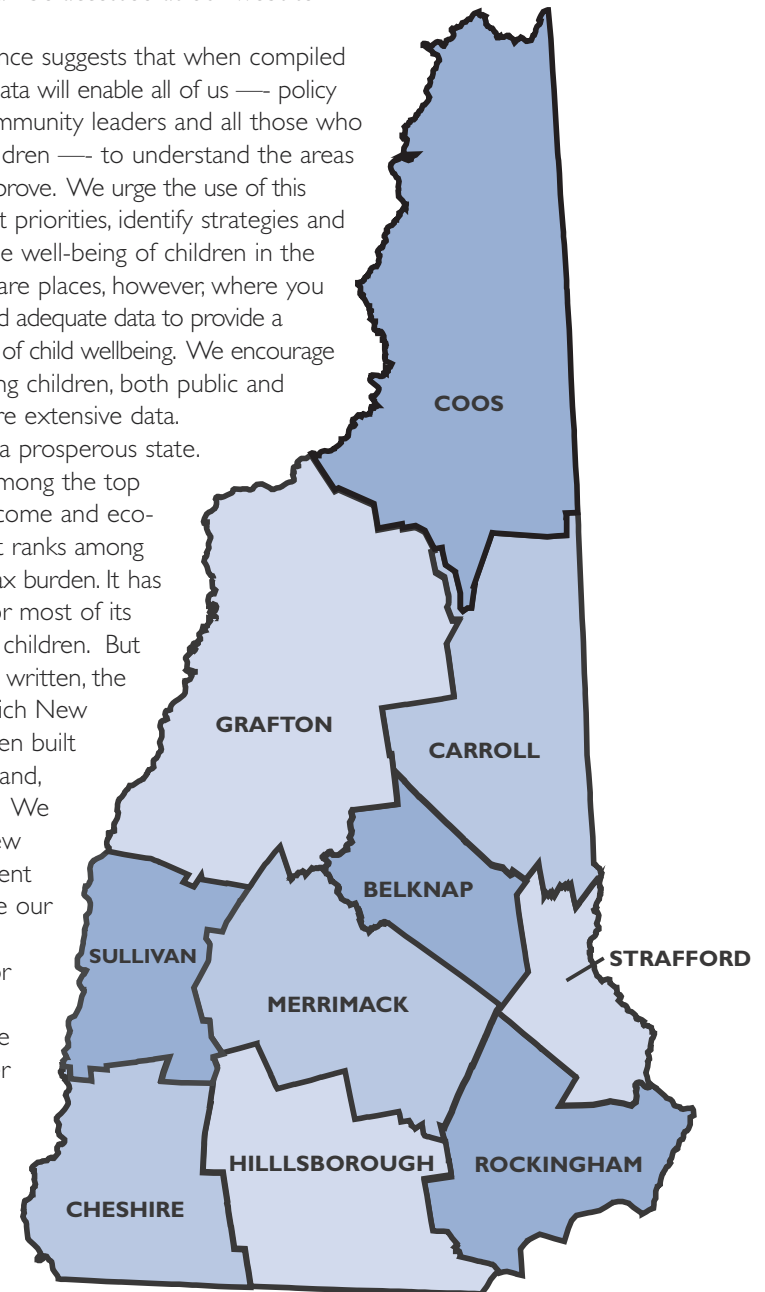 nce suggests that when compiled
ata will enable all of us —- policy
mmunity leaders and all those who
dren —- to understand the areas
prove. We urge the use of this
t priorities, identify strategies and
e well-being of children in the
are places, however, where you
d adequate data to provide a
of child wellbeing. We encourage
ng children, both public and
re extensive data.
a prosperous state.
mong the top
come and eco-
t ranks among
ax burden. It has
or most of its
children. But
written, the
ich New
en built
and,
We
ew
ent
e our
or
e
er
COOS
GRAFTON
CARROLL
BELKNAP
SULLIVAN
STRAFFORD
MERRIMACK
HILLLSBOROUGH
ROCKINGHAM
CHESHIRE